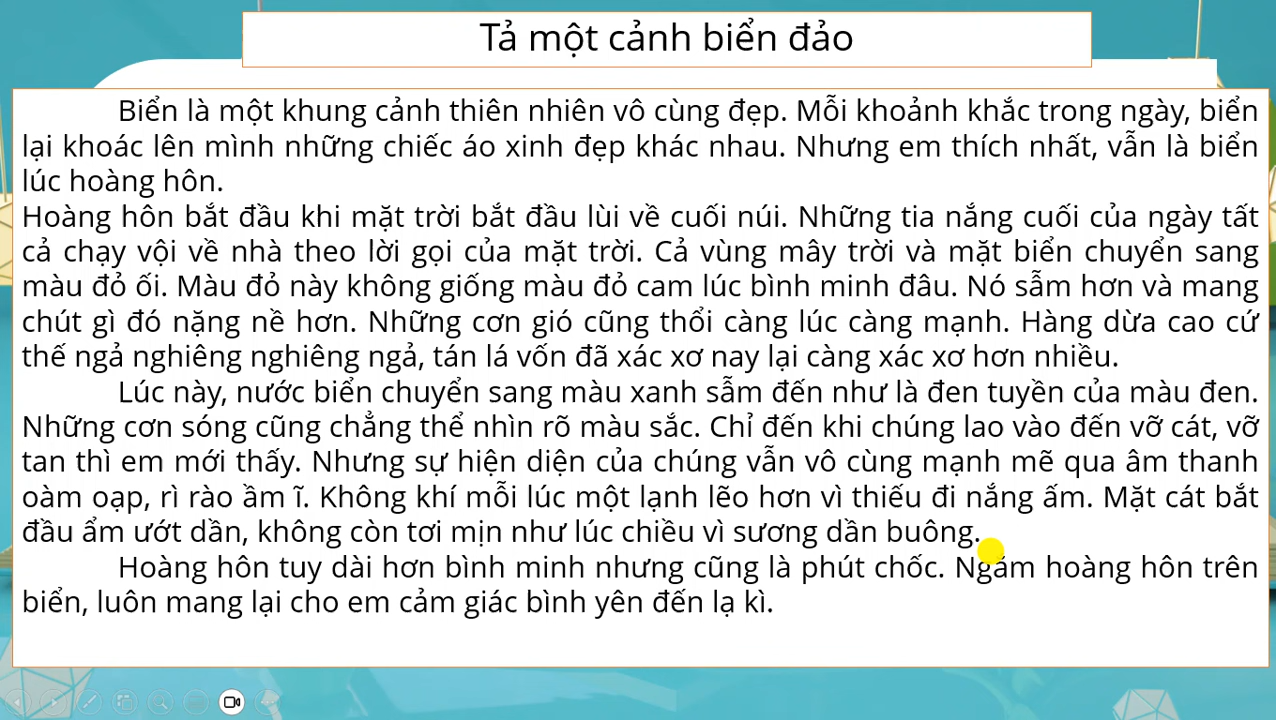 Tả một cảnh biển đảo
Biển là một khung cảnh thiên nhiên vô cùng đẹp. Mỗi khoảnh khắc trong ngày, biển
lại khoác lên mình những chiếc áo xinh đẹp khác nhau. Nhưng em thích nhất, vẫn là biển
lúc hoàng hôn.
Hoàng hôn bắt đầu khi mặt trời bắt đầu lùi về cuối núi. Những tia nắng cuối của ngày tất
cả chạy vội về nhà theo lời gọi của mặt trời. Cả vùng mây trời và mặt biển chuyển sang
màu đỏ ối. Màu đỏ này không giống màu đỏ cam lúc bình minh đâu. Nó sẫm hơn và mang
chút gì đó nặng nề hơn. Những cơn gió cũng thổi càng lúc càng mạnh. Hàng dừa cao cứ
thế ngả nghiêng nghiêng ngả, tán lá vốn đã xác xơ nay lại càng xác xơ hơn nhiều.
Lúc này, nước biển chuyển sang màu xanh sẫm đến như là đen tuyền của màu đen.
Những cơn sóng cũng chẳng thể nhìn rõ màu sắc. Chỉ đến khi chúng lao vào đến vỡ cát, vỡ
tan thì em mới thấy. Nhưng sự hiện diện của chúng vẫn vô cùng mạnh mẽ qua âm thanh
oàm oạp, rì rào ầm ĩ. Không khí mỗi lúc một lạnh lẽo hơn vì thiếu đi nắng ấm. Mặt cát bắt
đầu ẩm ướt dần, không còn tơi mịn như lúc chiều vì sương dần buông.
Hoàng hôn tuy dài hơn bình minh nhưng cũng là phút chốc. Ngắm hoàng hôn trên
biển, luôn mang lại cho em cảm giác bình yên đến lạ kì.